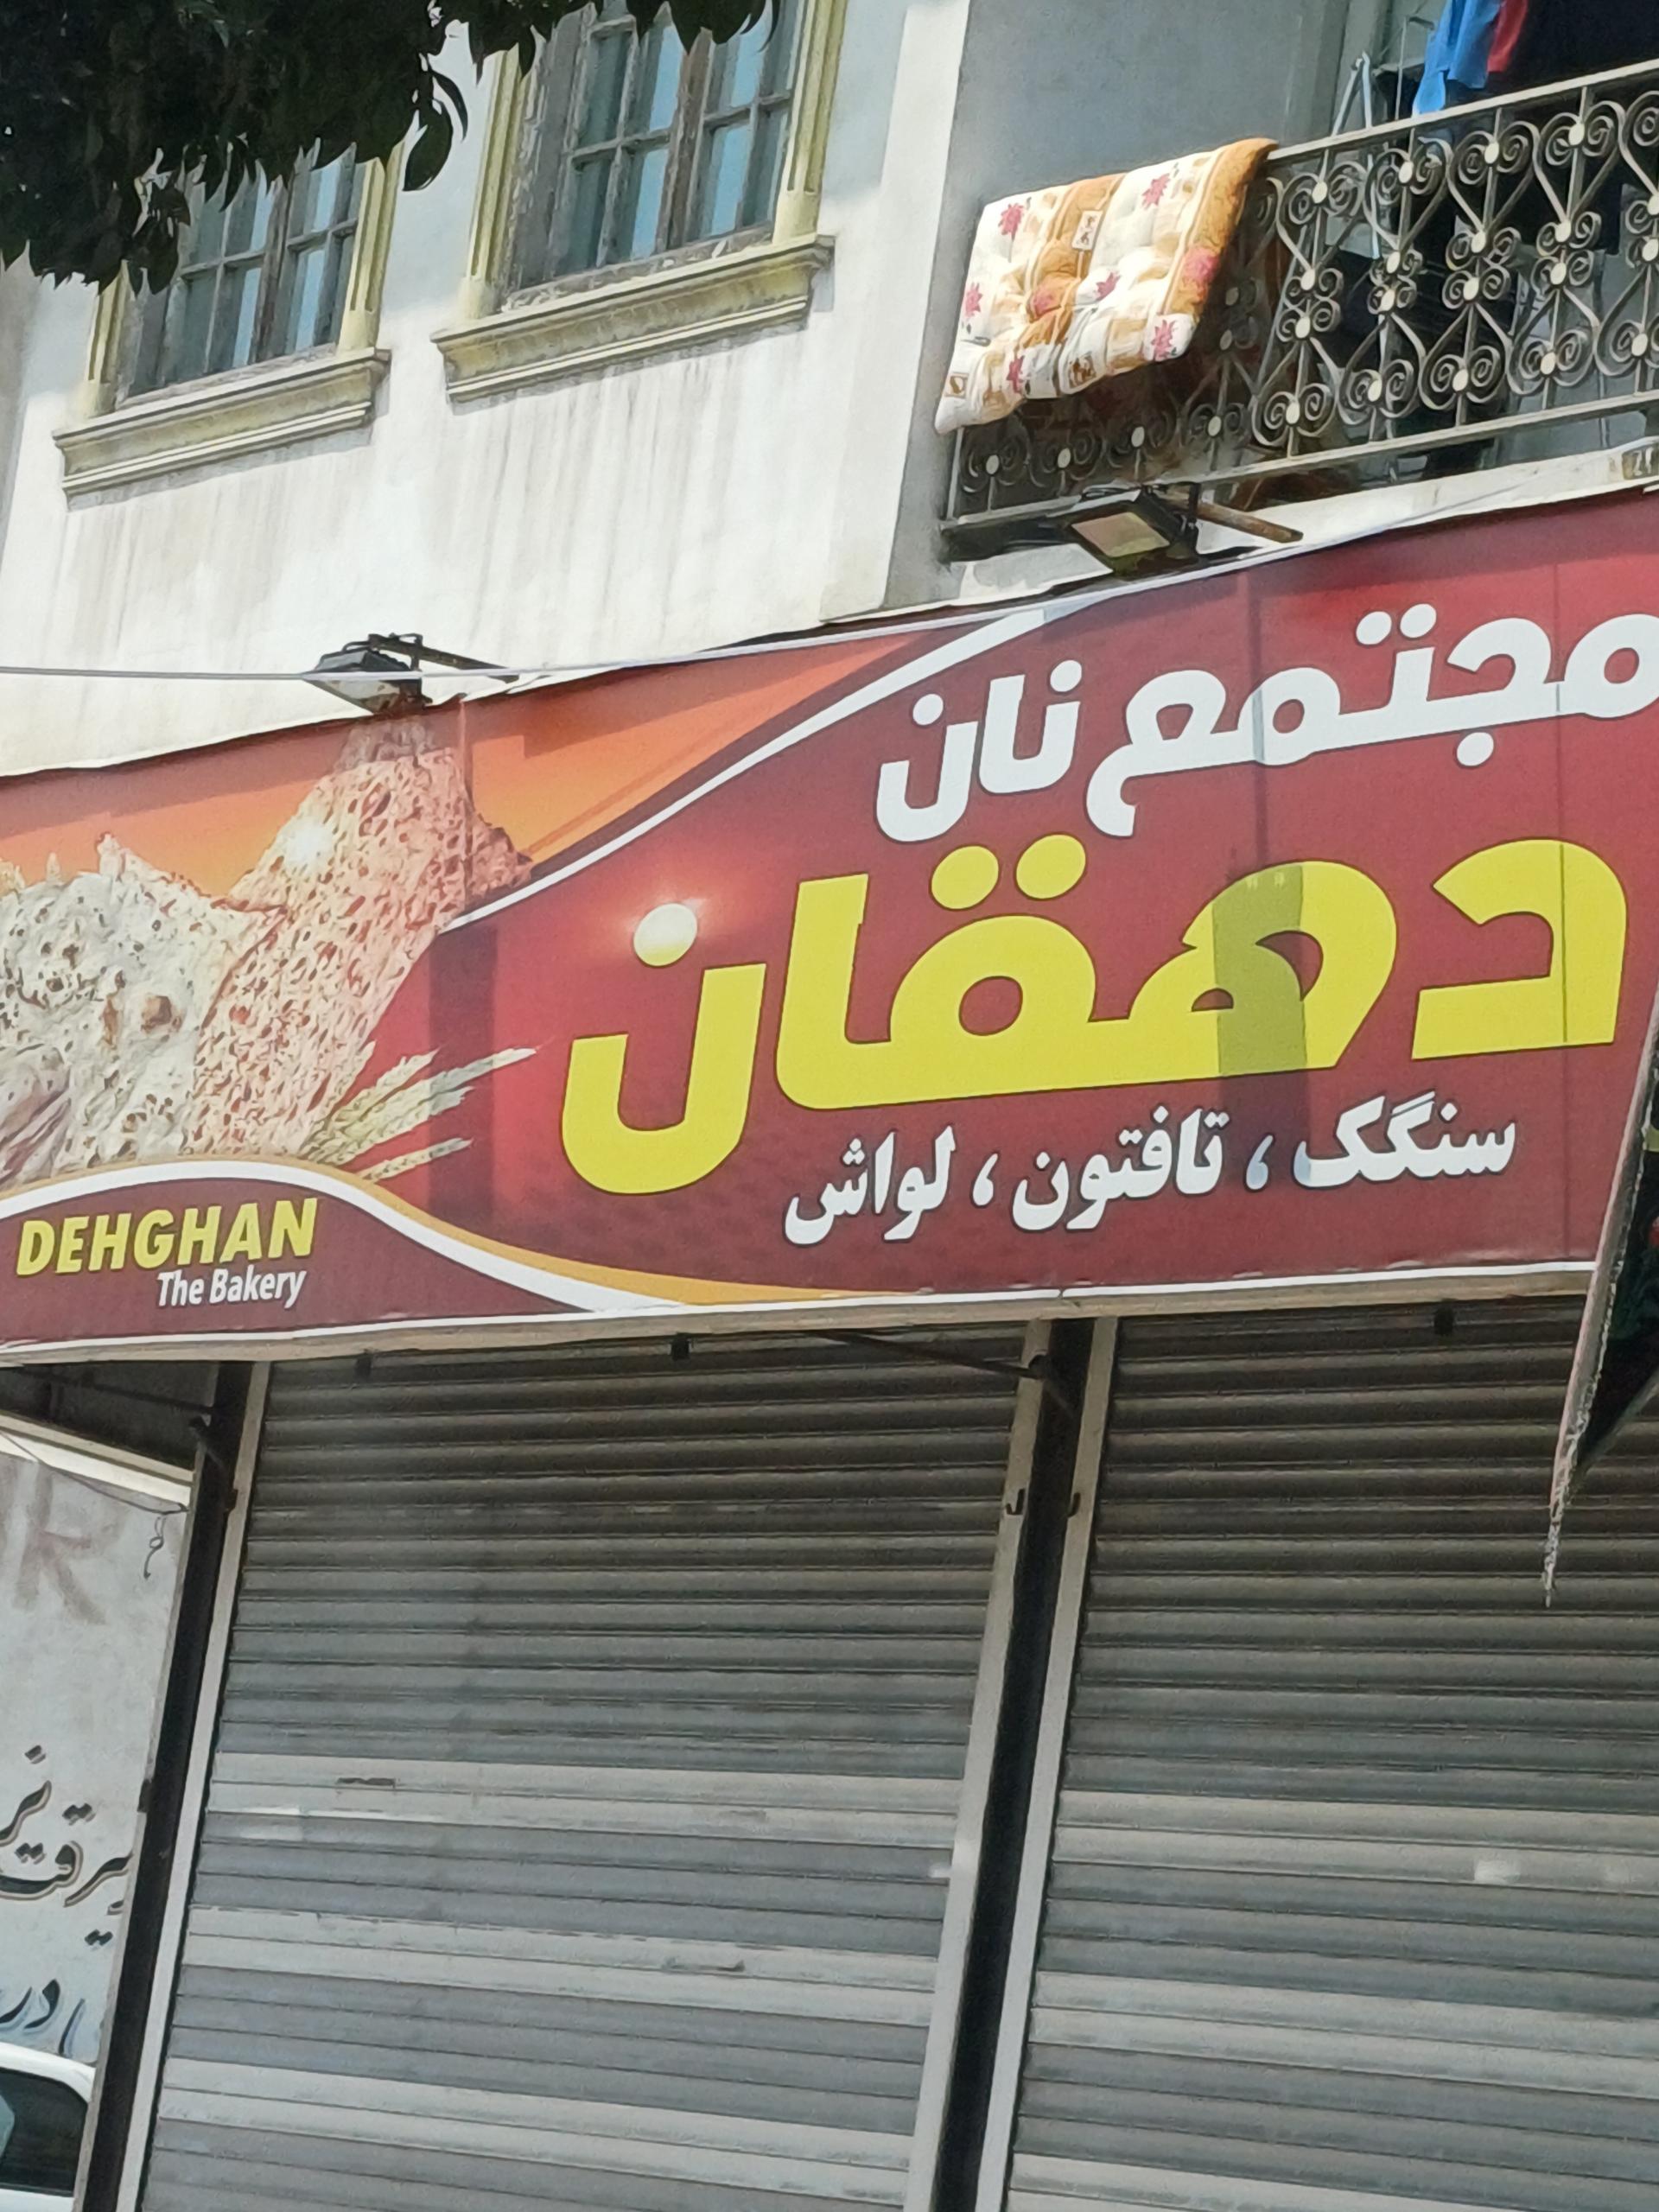 مجتمع نان
دهقان
سنگک ، تافتون ، لواش
DEHGHAN
The Bakery